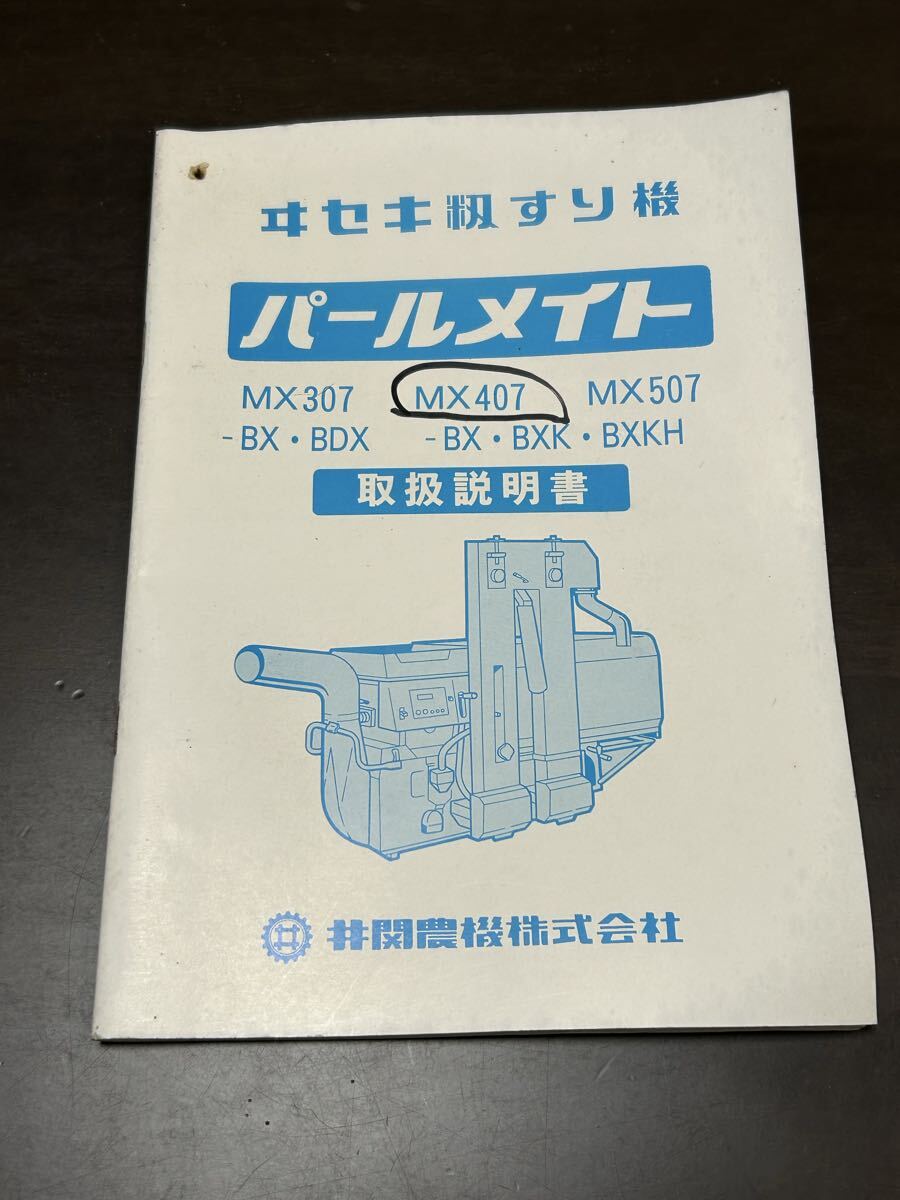 ヰセキ籾すり機
パールメイト
MX307 MX407 MX507
-BX・BDX -BX・BXK・BXKH
取扱説明書
井関農機株式会社